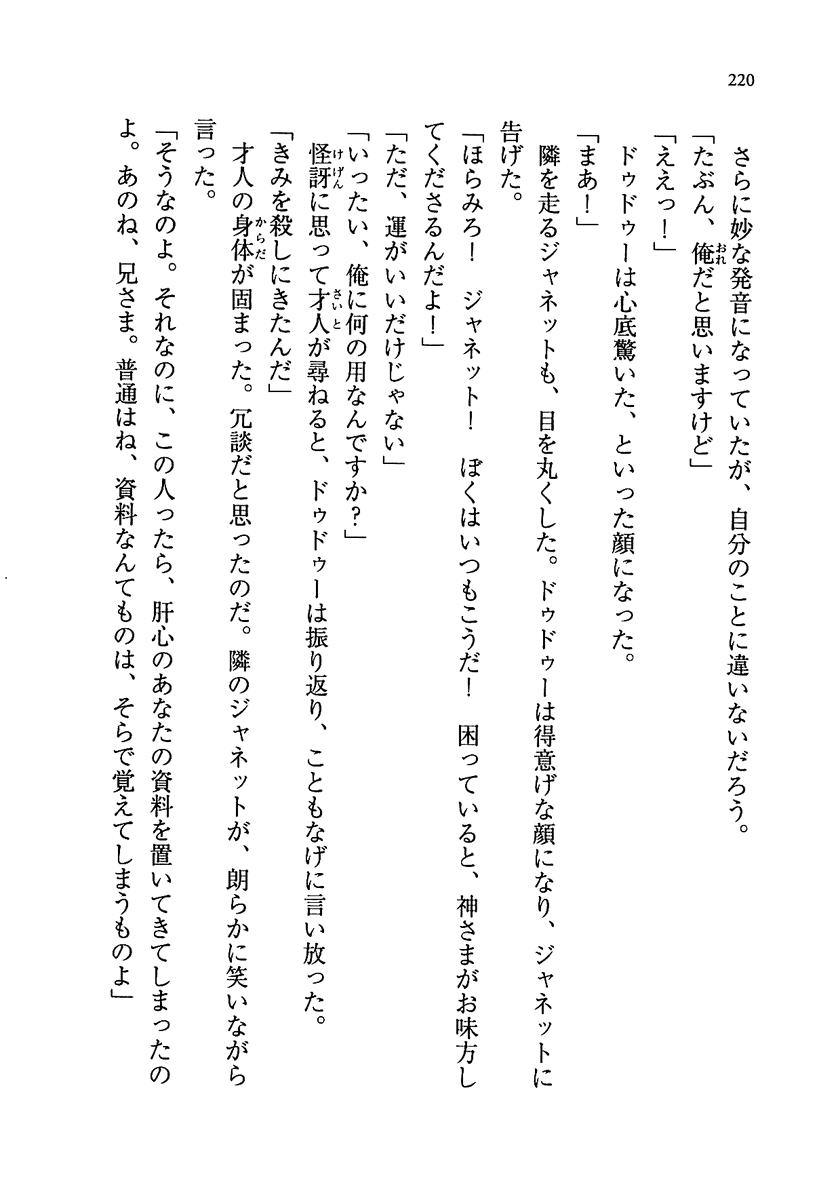 220
さらに妙な発音になっていたが、自分のことに違いないだろう。
「たぶん、俺だと思いますけど」
「ええっ！」
ドゥドゥーは心底驚いた、といった顔になった。
「まあ！」
隣を走るジャネットも、目を丸くした。ドゥドゥーは得意げな顔になり、ジャネットに
告げた。
「ほらみろ！　ジャネット！　ぼくはいつもこうだ！　困っていると、神さまがお味方し
てくださるんだよ！」
「ただ、運がいいだけじゃない」
「いったい、俺に何の用なんですか？」
怪訝に思って才人が尋ねると、ドゥドゥーは振り返り、こともなげに言い放った。
「きみを殺しにきたんだ」
才人の身体が固まった。冗談だと思ったのだ。隣のジャネットが、朗らかに笑いながら
言った。
「そうなのよ。それなのに、この人ったら、肝心のあなたの資料を置いてきてしまったの
よ。あのね、兄さま。普通はね、資料なんてものは、そらで覚えてしまうものよ」